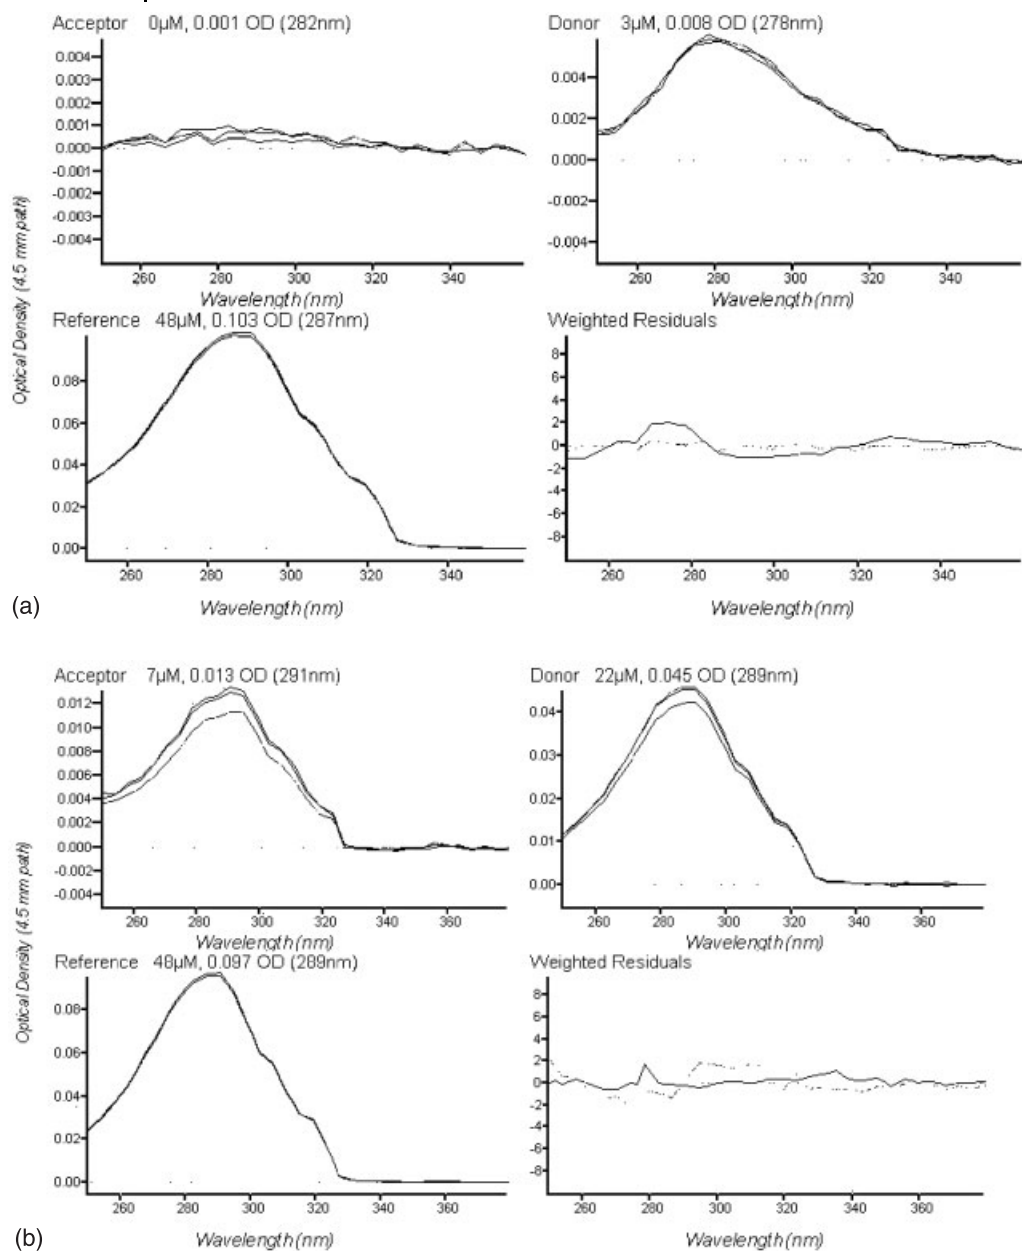 Acceptor 0µM, 0.001 OD (282nm)
0.004
0.003
0.002
0.001
0.000
-0.001
-0.002
-0.003
-0.004
260 280 300 320 340
Wavelength (nm)
Donor 3µM, 0.008 OD (278nm)
0.004
0.002
0.000
-0.002
-0.004
260 280 300 320 340
Wavelength (nm)
Optical Density (4.5 mm path)
Reference 48µM, 0.103 OD (287nm)
0.08
0.06
0.04
0.02
0.00
260 280 300 320 340
Wavelength (nm)
Weighted Residuals
8
6
4
2
0
-2
-4
-6
-8
260 280 300 320 340
Wavelength (nm)
(a)
Acceptor 7µM, 0.013 OD (291nm)
0.012
0.010
0.008
0.006
0.004
0.002
0.000
-0.002
-0.004
260 280 300 320 340 360
Wavelength (nm)
Donor 22µM, 0.045 OD (289nm)
0.04
0.03
0.02
0.01
0.00
260 280 300 320 340 360
Wavelength (nm)
Optical Density (4.5 mm path)
Reference 48µM, 0.097 OD (289nm)
0.08
0.06
0.04
0.02
0.00
260 280 300 320 340 360
Wavelength (nm)
Weighted Residuals
8
6
4
2
0
-2
-4
-6
-8
260 280 300 320 340 360
Wavelength (nm)
(b)